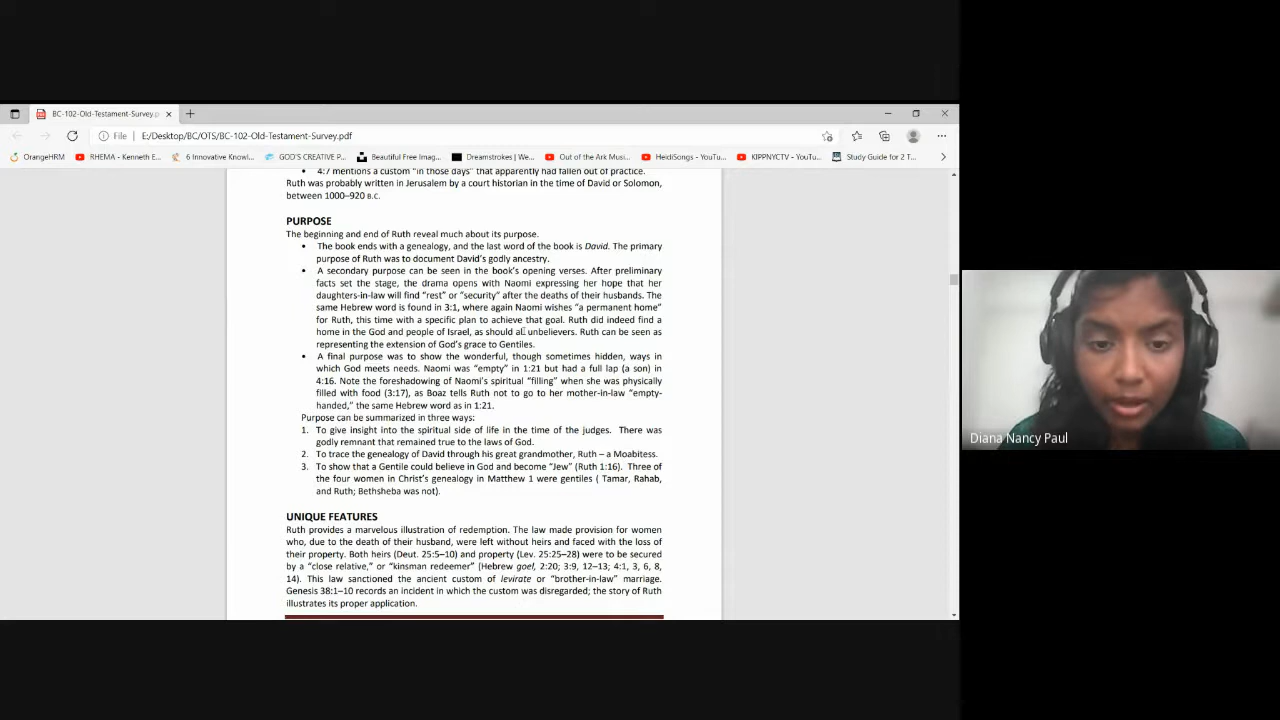 BC-102-Old-Testament-Survey.p
File E:/Desktop/BC/OTS/BC-102-Old-Testament-Survey.pdf
OrangeHRM RHEMA - Kenneth E... 6 Innovative Knowl... GOD'S CREATIVE P... Beautiful Free Imag... Dreamstrokes | We... Out of the Ark Musi... HeidiSongs - YouTu... KIPPNYCTV - YouTu... Study Guide for 2 T...
• 4:7 mentions a custom "in those days" that apparently had fallen out of practice.
Ruth was probably written in Jerusalem by a court historian in the time of David or Solomon,
between 1000–920 B.C.
PURPOSE
The beginning and end of Ruth reveal much about its purpose.
• The book ends with a genealogy, and the last word of the book is David. The primary
purpose of Ruth was to document David's godly ancestry.
• A secondary purpose can be seen in the book's opening verses. After preliminary
facts set the stage, the drama opens with Naomi expressing her hope that her
daughters-in-law will find "rest" or "security" after the deaths of their husbands. The
same Hebrew word is found in 3:1, where again Naomi wishes "a permanent home"
for Ruth, this time with a specific plan to achieve that goal. Ruth did indeed find a
home in the God and people of Israel, as should all unbelievers. Ruth can be seen as
representing the extension of God's grace to Gentiles.
• A final purpose was to show the wonderful, though sometimes hidden, ways in
which God meets needs. Naomi was "empty" in 1:21 but had a full lap (a son) in
4:16. Note the foreshadowing of Naomi's spiritual "filling" when she was physically
filled with food (3:17), as Boaz tells Ruth not to go to her mother-in-law "empty-
handed," the same Hebrew word as in 1:21.
Purpose can be summarized in three ways:
1. To give insight into the spiritual side of life in the time of the judges. There was
godly remnant that remained true to the laws of God.
2. To trace the genealogy of David through his great grandmother, Ruth – a Moabitess.
3. To show that a Gentile could believe in God and become "Jew" (Ruth 1:16). Three of
the four women in Christ's genealogy in Matthew 1 were gentiles ( Tamar, Rahab,
and Ruth; Bethsheba was not).
UNIQUE FEATURES
Ruth provides a marvelous illustration of redemption. The law made provision for women
who, due to the death of their husband, were left without heirs and faced with the loss of
their property. Both heirs (Deut. 25:5–10) and property (Lev. 25:25–28) were to be secured
by a "close relative," or "kinsman redeemer" (Hebrew goel, 2:20; 3:9, 12–13; 4:1, 3, 6, 8,
14). This law sanctioned the ancient custom of levirate or "brother-in-law" marriage.
Genesis 38:1–10 records an incident in which the custom was disregarded; the story of Ruth
illustrates its proper application.
Diana Nancy Paul